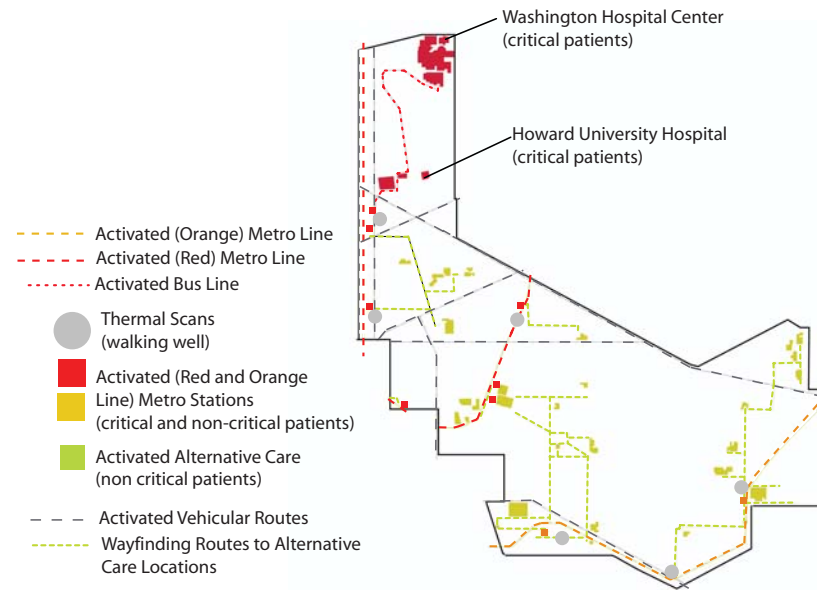 Washington Hospital Center
(critical patients)
Howard University Hospital
(critical patients)
Activated (Orange) Metro Line
Activated (Red) Metro Line
Activated Bus Line
Thermal Scans
(walking well)
Activated (Red and Orange
Line) Metro Stations
(critical and non-critical patients)
Activated Alternative Care
(non critical patients)
Activated Vehicular Routes
Wayfinding Routes to Alternative
Care Locations